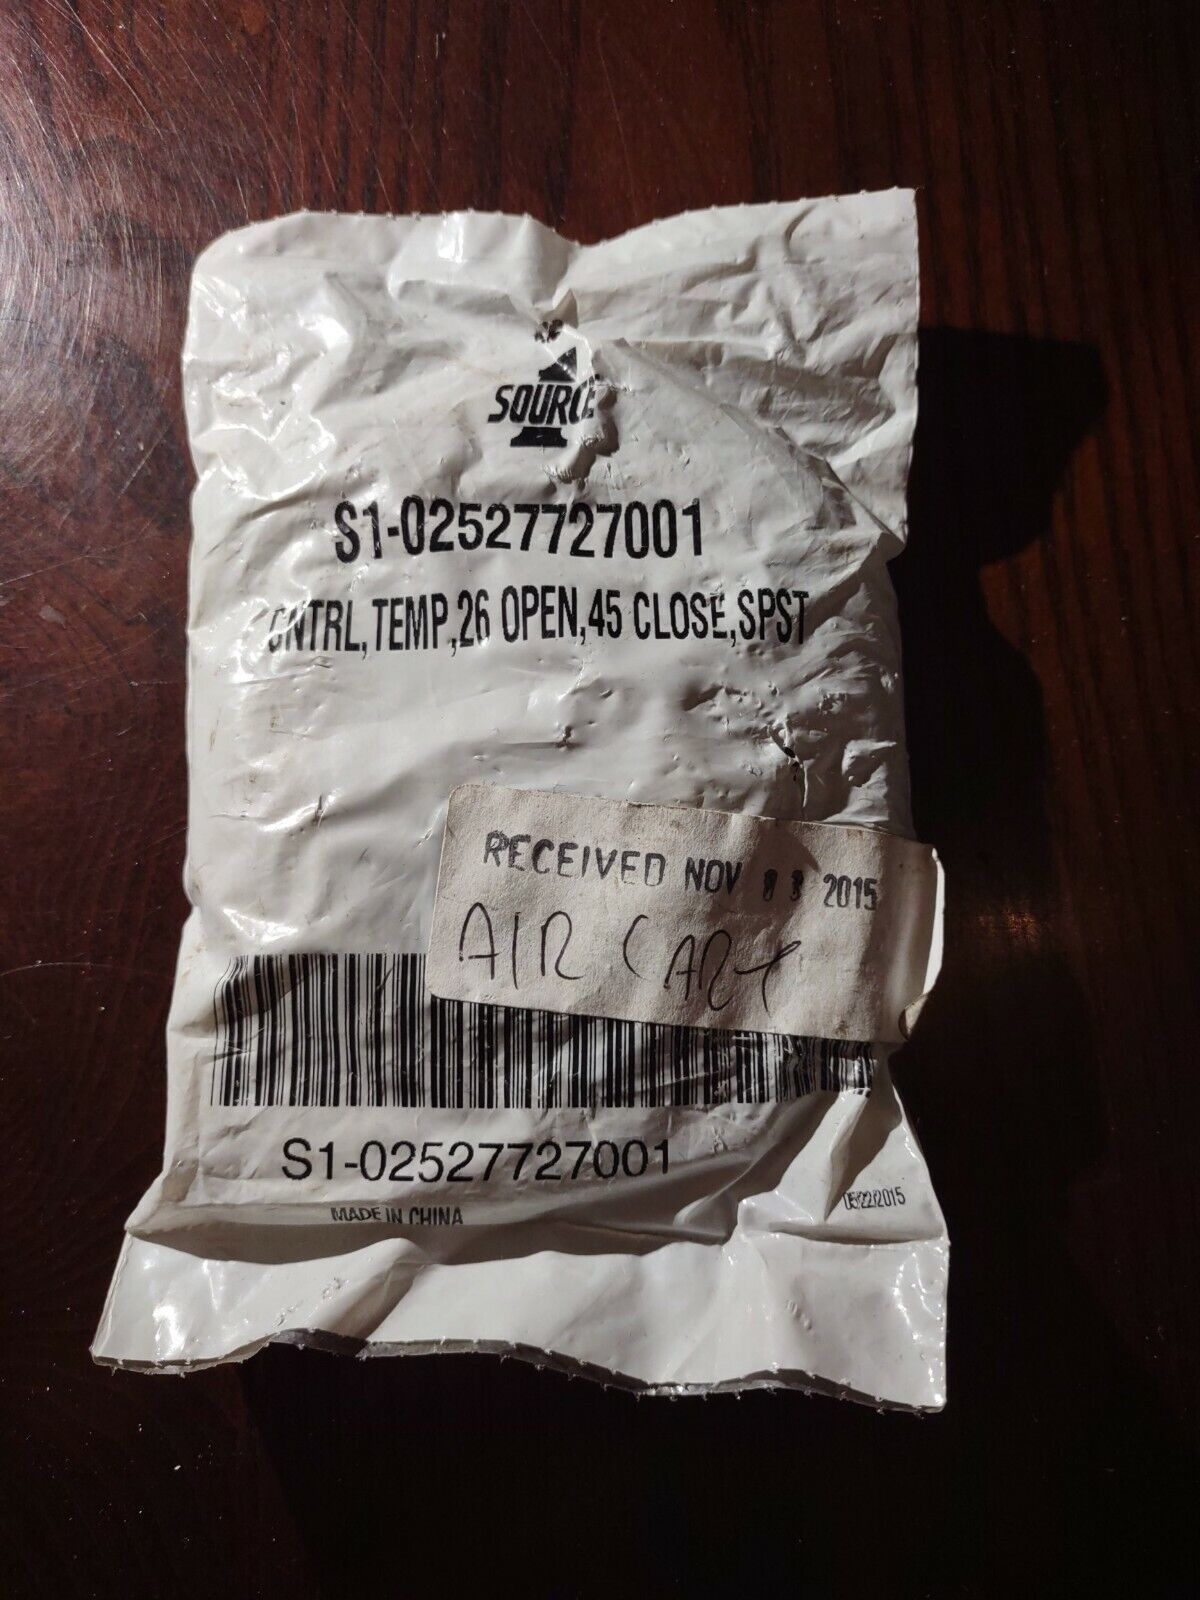 SOURCE
1
S1-02527727001
CNTRL,TEMP,26 OPEN,45 CLOSE,SPST
RECEIVED NOV 2015
AIR CART
S1-02527727001
MADE IN CHINA
05/22/2015